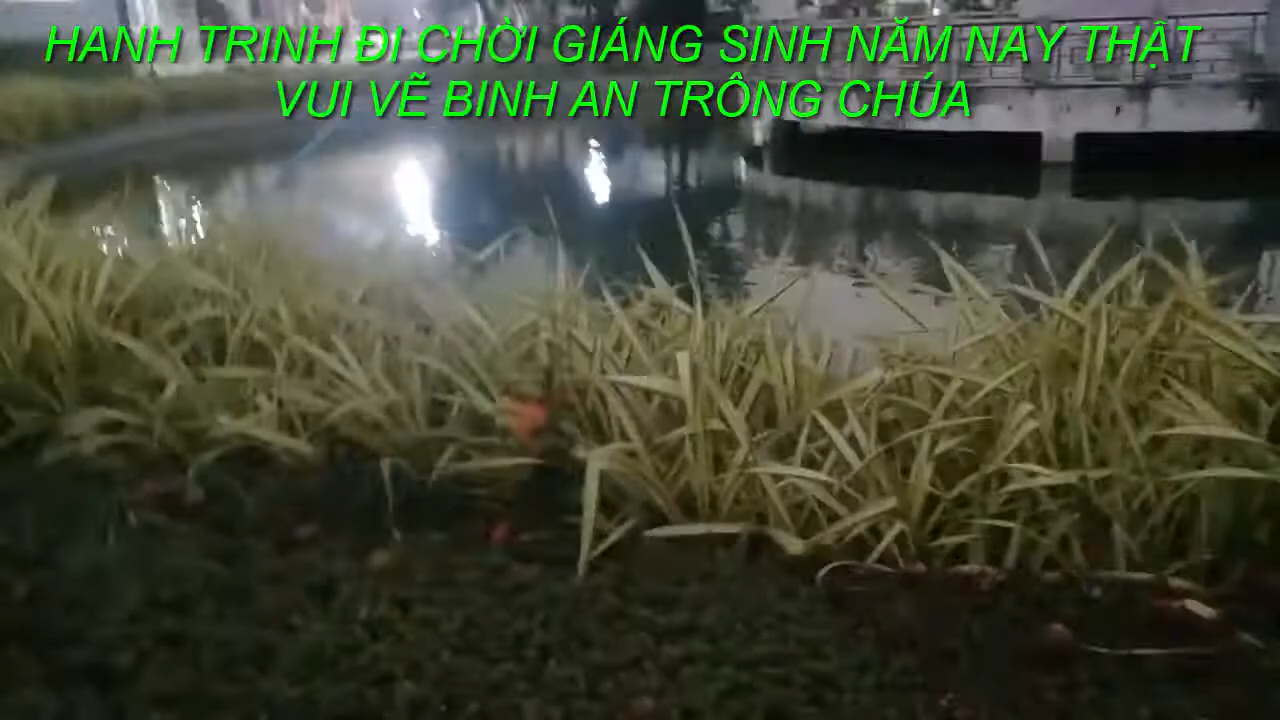 HANH TRINH ĐI CHỜI GIÁNG SINH NĂM NAY THẬT
VUI VẼ BINH AN TRÔNG CHÚA